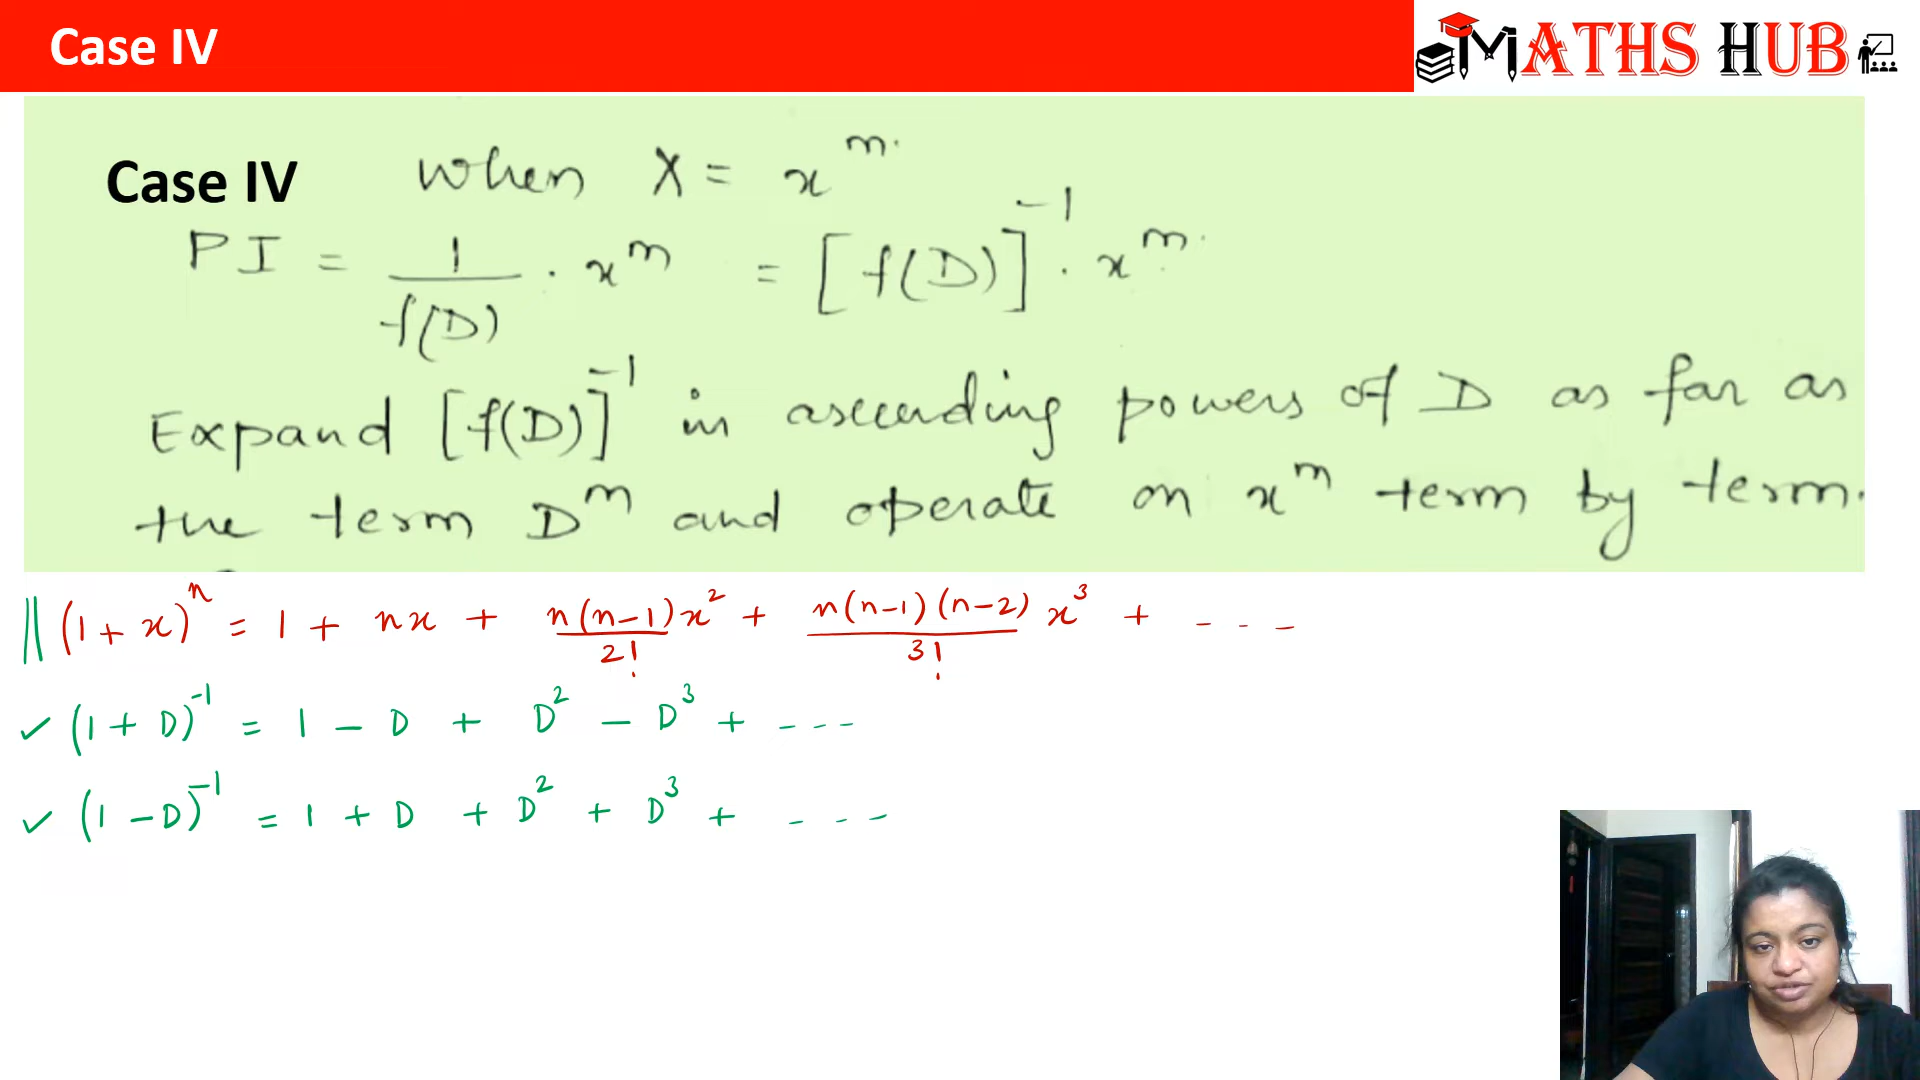 Case IV
MATHS HUB
Case IV when X = x^m.
PI = 1/f(D) · x^m = [f(D)]^-1 · x^m.
Expand [f(D)]^-1 in ascending powers of D as far as
the term D^m and operate on x^m term by term.
|| (1 + x)^n = 1 + nx + n(n-1)x^2/2! + n(n-1)(n-2)/3! x^3 + - - -
✓ (1 + D)^-1 = 1 - D + D^2 - D^3 + - - -
✓ (1 - D)^-1 = 1 + D + D^2 + D^3 + - - -